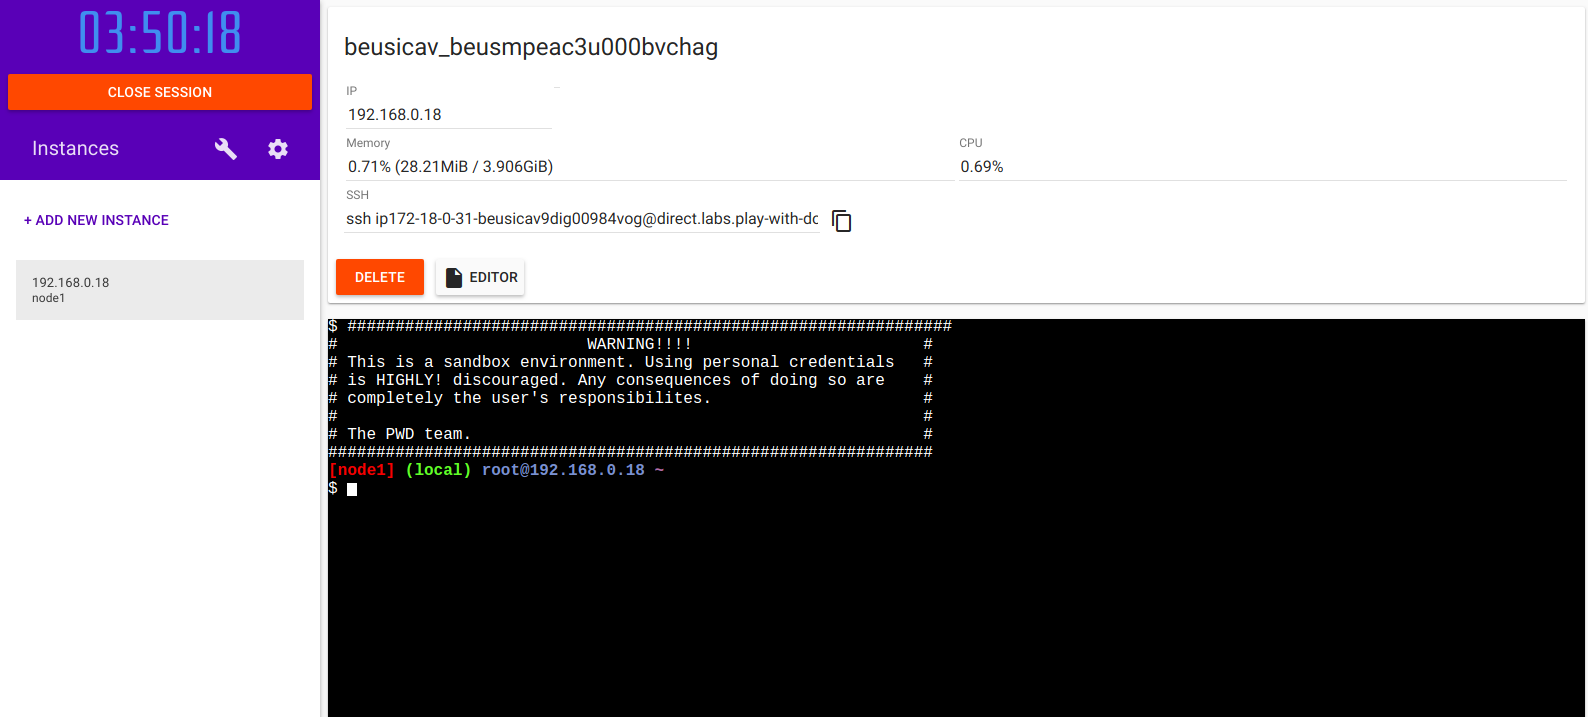 03:50:18
CLOSE SESSION
Instances
+ ADD NEW INSTANCE
192.168.0.18
node1
beusicav_beusmpeac3u000bvchag
IP
192.168.0.18
Memory
0.71% (28.21MiB / 3.906GiB)
CPU
0.69%
SSH
ssh ip172-18-0-31-beusicav9dig00984vog@direct.labs.play-with-do
DELETE
EDITOR
$ ###############################################################
# WARNING!!!! #
# This is a sandbox environment. Using personal credentials #
# is HIGHLY! discouraged. Any consequences of doing so are #
# completely the user's responsibilites. #
# #
# The PWD team. #
###############################################################
[node1] (local) root@192.168.0.18 ~
$